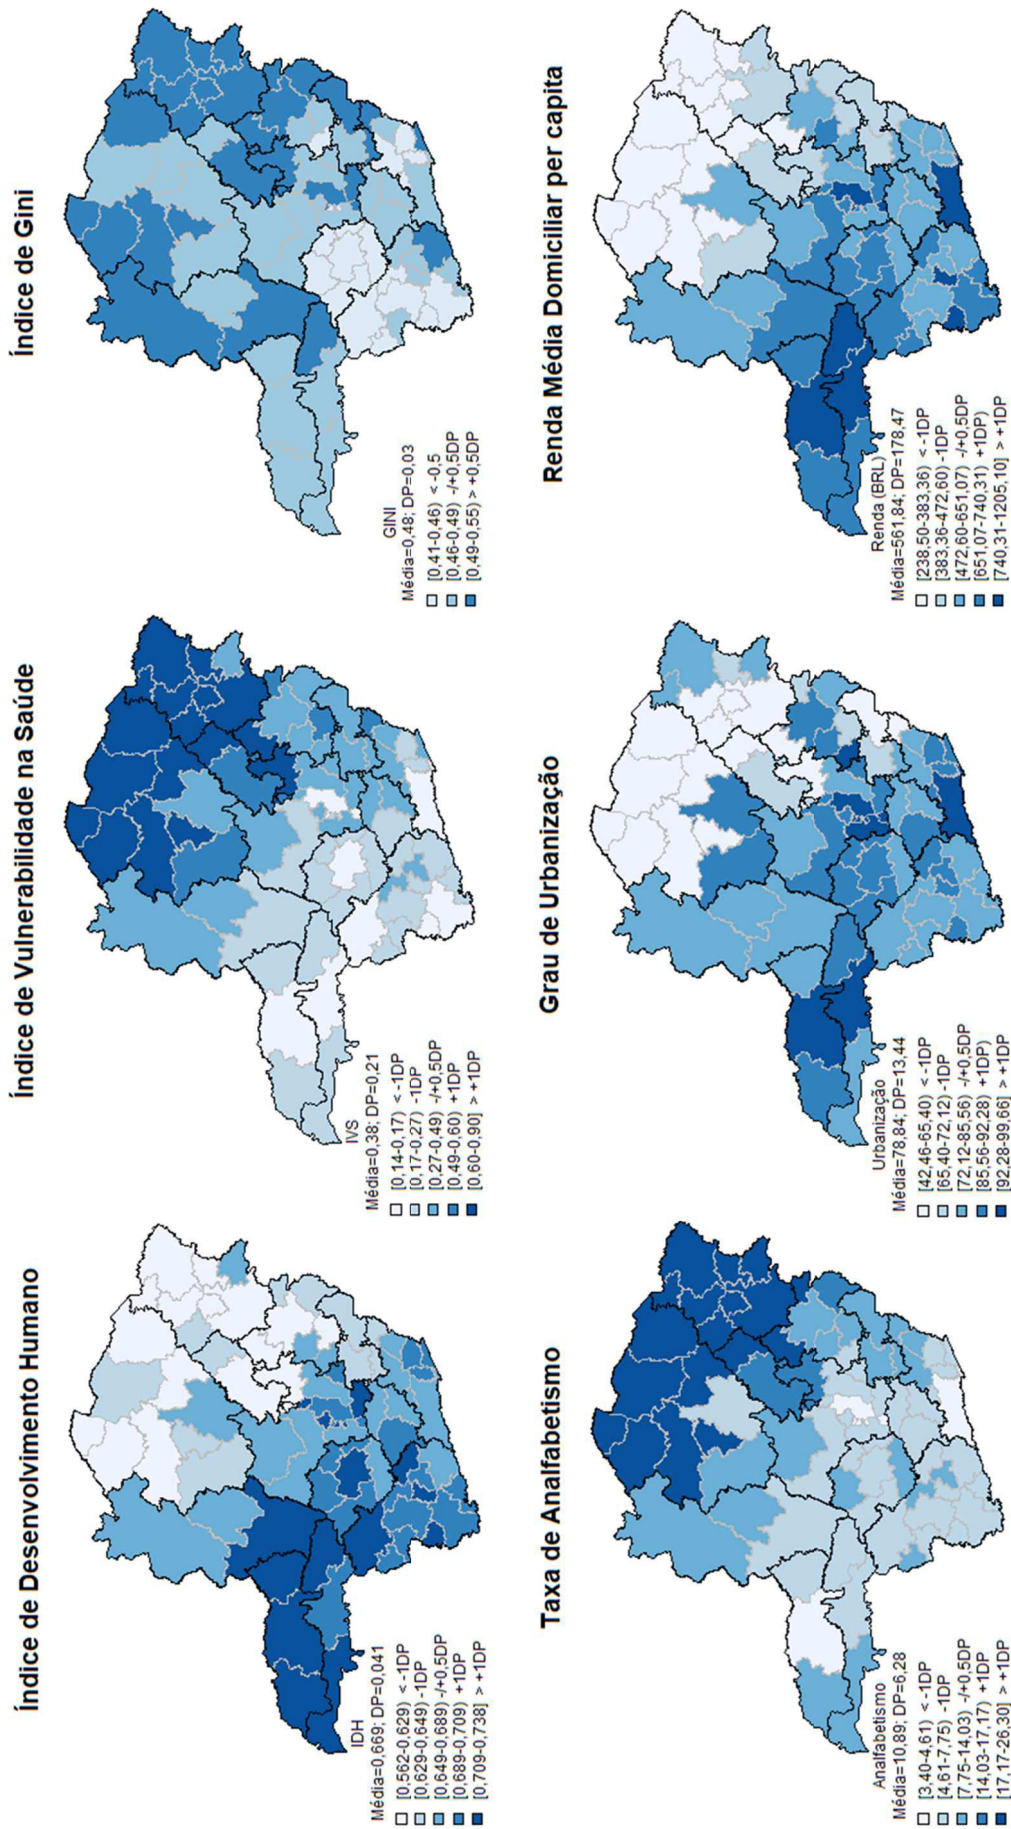 Índice de Desenvolvimento Humano
IDH
Média=0,669; DP=0,041
[0,562-0,629) < -1DP
[0,629-0,649) -1DP
[0,649-0,689) -/+0,5DP
[0,689-0,709) +1DP
[0,709-0,738] > +1DP
Índice de Vulnerabilidade na Saúde
IVS
Média=0,38; DP=0,21
[0,14-0,17) < -1DP
[0,17-0,27) -1DP
[0,27-0,49) -/+0,5DP
[0,49-0,60) +1DP
[0,60-0,90] > +1DP
Índice de Gini
GINI
Média=0,48; DP=0,03
[0,41-0,46) < -0,5
[0,46-0,49) -/+0,5DP
[0,49-0,55) > +0,5DP
Taxa de Analfabetismo
Analfabetismo
Média=10,89; DP=6,28
[3,40-4,61) < -1DP
[4,61-7,75) -1DP
[7,75-14,03) -/+0,5DP
[14,03-17,17) +1DP
[17,17-26,30] > +1DP
Grau de Urbanização
Urbanização
Média=78,84; DP=13,44
[42,46-65,40) < -1DP
[65,40-72,12) -1DP
[72,12-85,56) -/+0,5DP
[85,56-92,28) +1DP)
[92,28-99,66] > +1DP
Renda Média Domiciliar per capita
Renda (BRL)
Média=561,84; DP=178,47
[238,50-383,36) < -1DP
[383,36-472,60) -1DP
[472,60-651,07) -/+0,5DP
[651,07-740,31) +1DP)
[740,31-1205,10] > +1DP